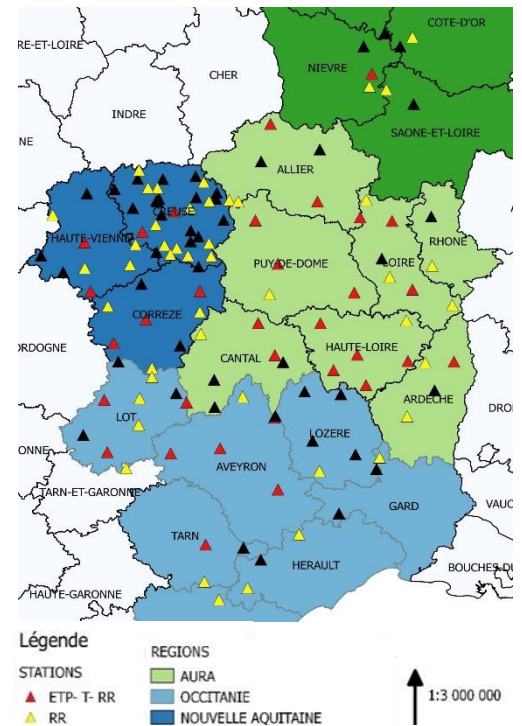 COTE-D'OR
RE-ET-LOIRE
NIEVRE
CHER
INDRE
SAONE-ET-LOIRE
NE
ALLIER
CREUSE
HAUTE-VIENNE
RHONE
LOIRE
PUY-DE-DOME
CORREZE
ORDOGNE
CANTAL
HAUTE-LOIRE
ARDECHE
DRO
LOT
LOZERE
ONNE
AVEYRON
TARN-ET-GARONNE
GARD
VAUC
TARN
HERAULT
BOUCHES-DU
HAUTE-GARONNE
Légende
STATIONS
ETP- T- RR
RR
REGIONS
AURA
OCCITANIE
NOUVELLE AQUITAINE
1:3 000 000